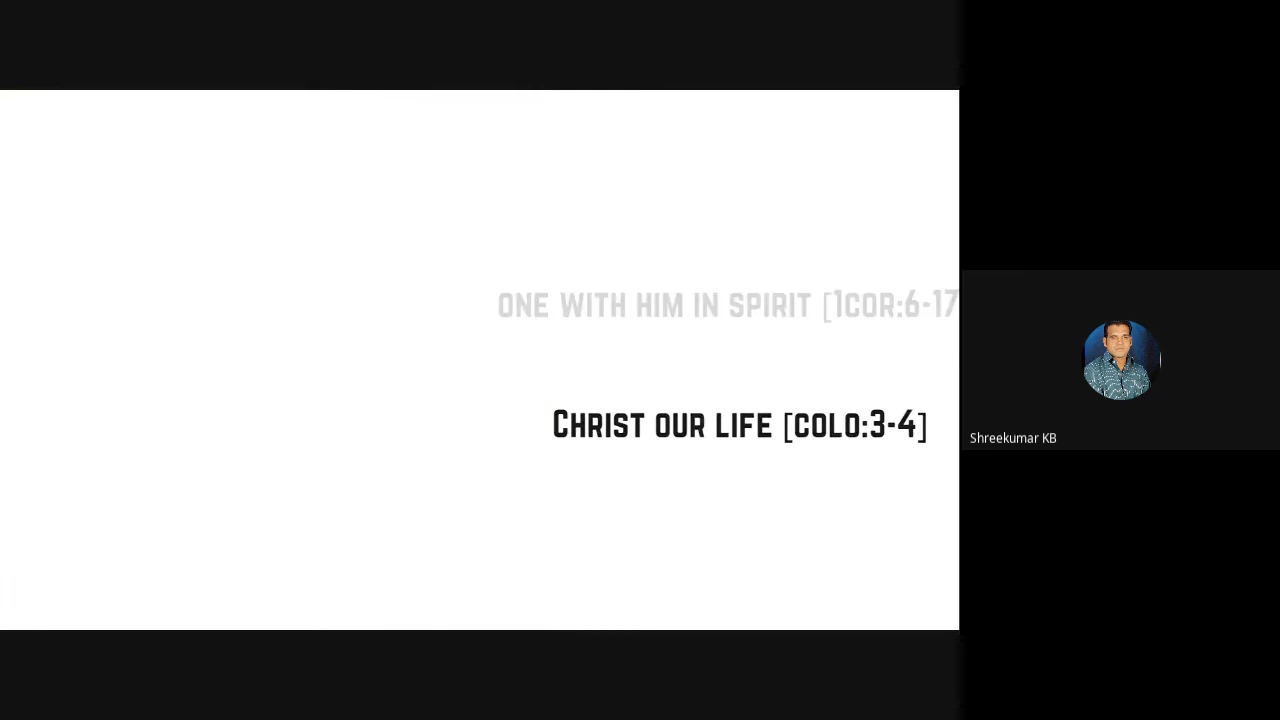 ONE WITH HIM IN SPIRIT [1COR:6-17
CHRIST OUR LIFE [COLO:3-4]
Shreekumar KB